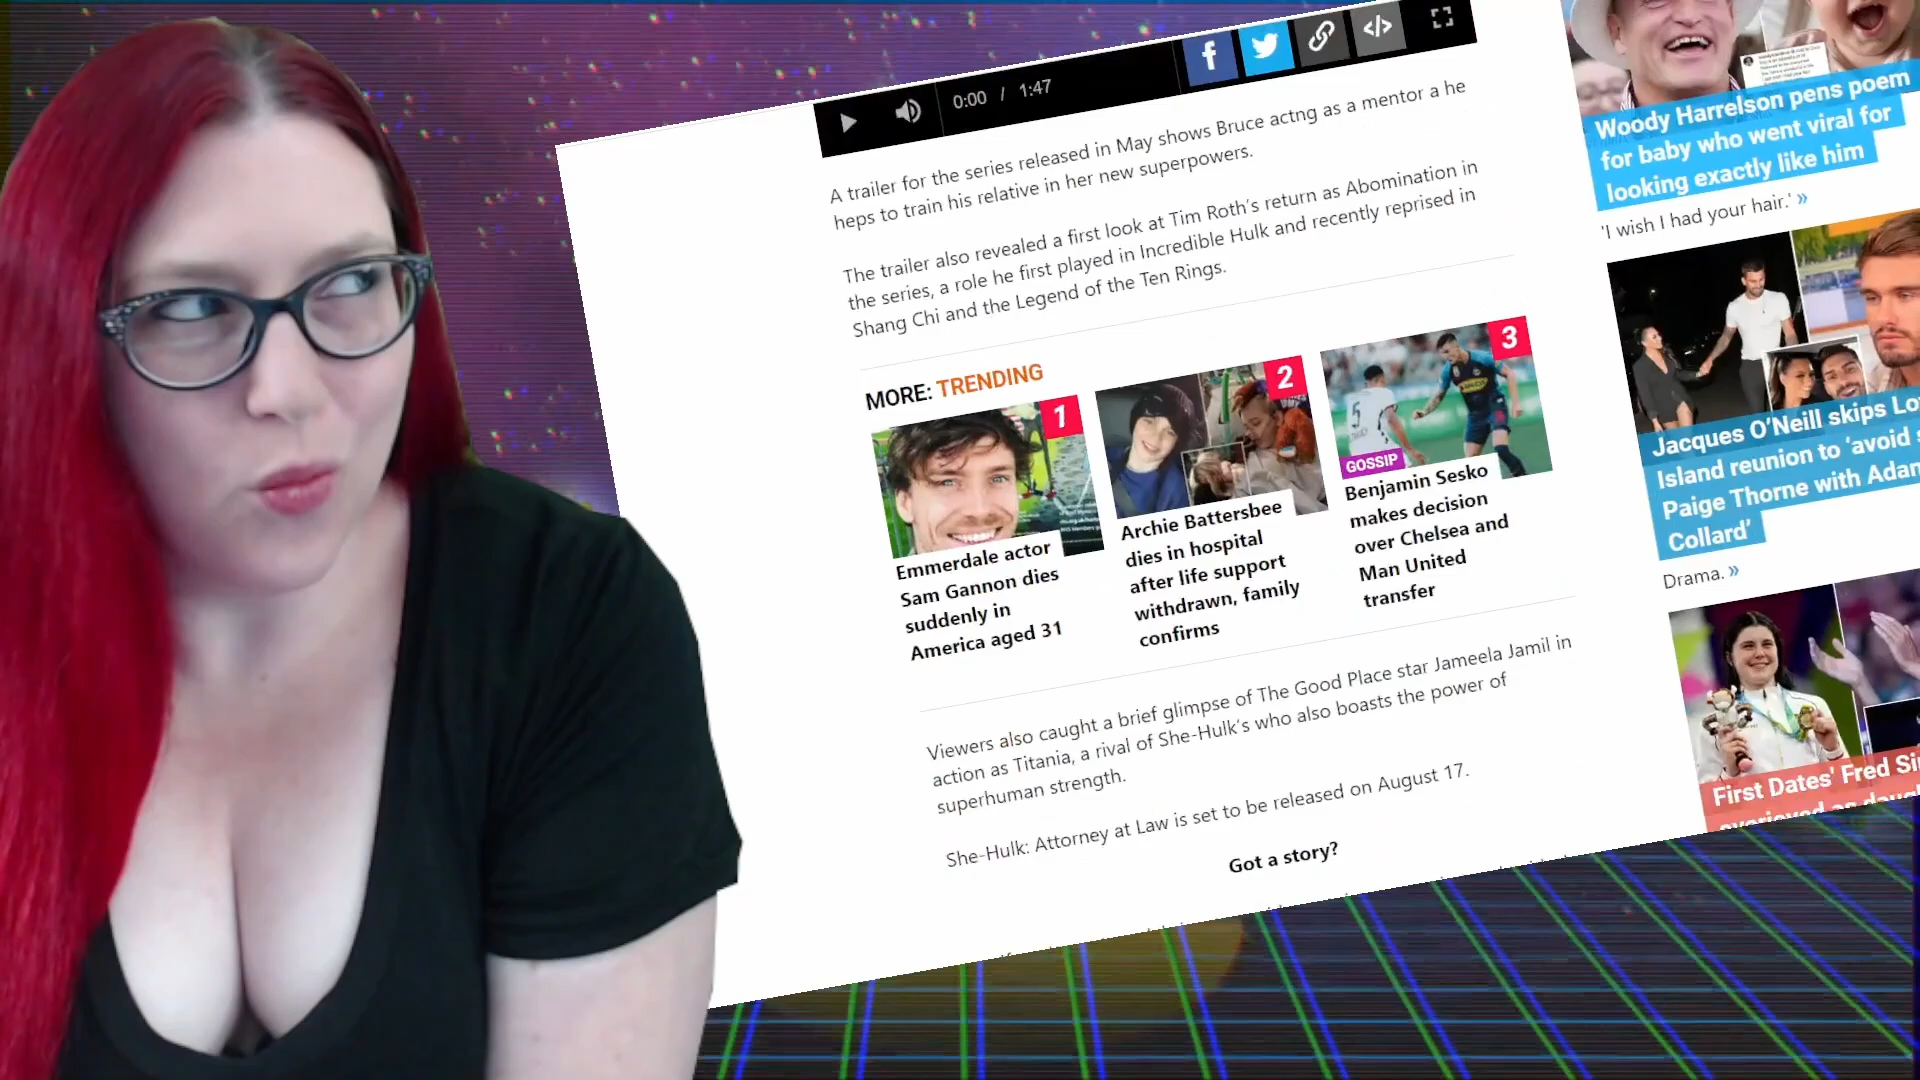 0:00 / 1:47
A trailer for the series released in May shows Bruce actng as a mentor a he
heps to train his relative in her new superpowers.
The trailer also revealed a first look at Tim Roth's return as Abomination in
the series, a role he first played in Incredible Hulk and recently reprised in
Shang Chi and the Legend of the Ten Rings.
MORE: TRENDING
1
Emmerdale actor
Sam Gannon dies
suddenly in
America aged 31
2
Archie Battersbee
dies in hospital
after life support
withdrawn, family
confirms
3
GOSSIP
Benjamin Sesko
makes decision
over Chelsea and
Man United
transfer
Viewers also caught a brief glimpse of The Good Place star Jameela Jamil in
action as Titania, a rival of She-Hulk's who also boasts the power of
superhuman strength.
She-Hulk: Attorney at Law is set to be released on August 17.
Got a story?
Woody Harrelson pens poem
for baby who went viral for
looking exactly like him
'I wish I had your hair.' »
Jacques O'Neill skips Lo
Island reunion to 'avoid
Paige Thorne with Adam
Collard'
Drama. »
First Dates' Fred Si